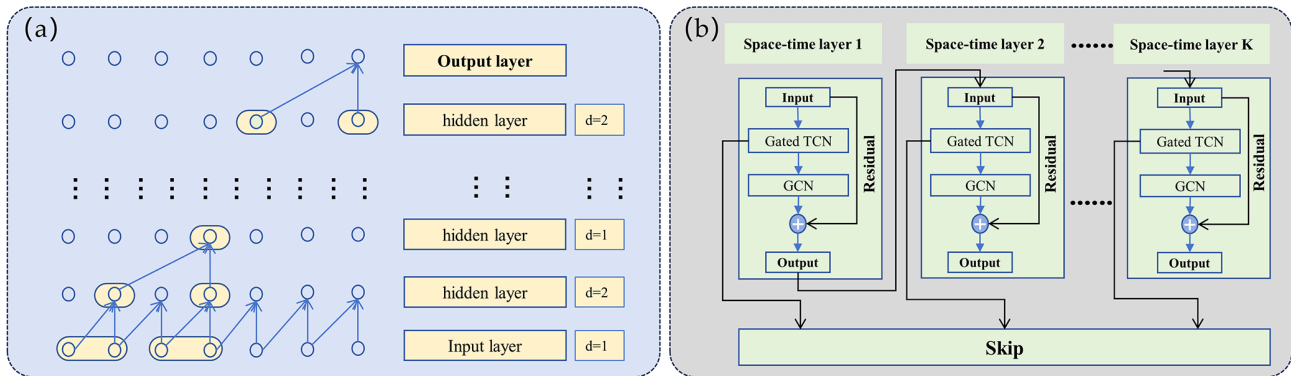 (a)
Output layer
hidden layer
d=2
hidden layer
d=1
hidden layer
d=2
Input layer
d=1
(b)
Space-time layer 1
Space-time layer 2
Space-time layer K
Input
Gated TCN
GCN
+
Output
Residual
Input
Gated TCN
GCN
+
Output
Residual
Input
Gated TCN
GCN
+
Output
Residual
Skip